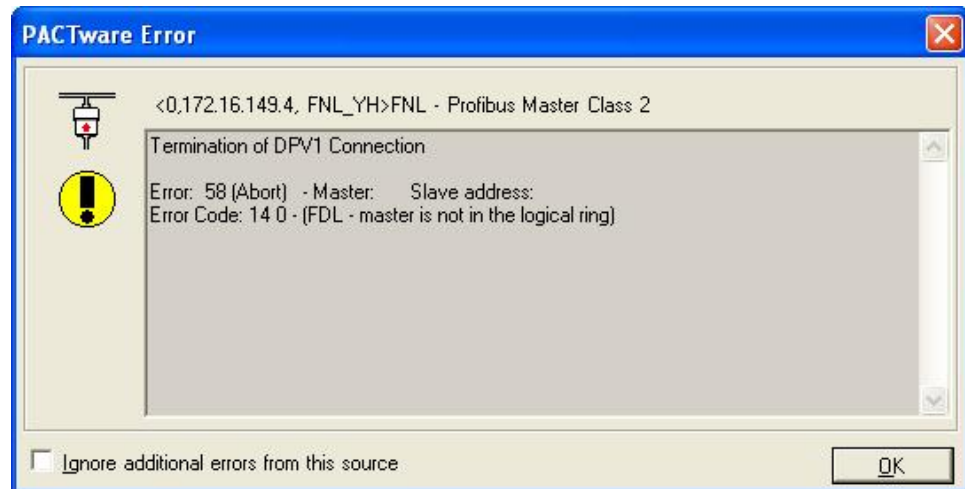 PACTware Error
<0,172.16.149.4, FNL_YH>FNL - Profibus Master Class 2
Termination of DPV1 Connection
Error: 58 (Abort) - Master: Slave address:
Error Code: 14 0 - (FDL - master is not in the logical ring)
Ignore additional errors from this source
OK